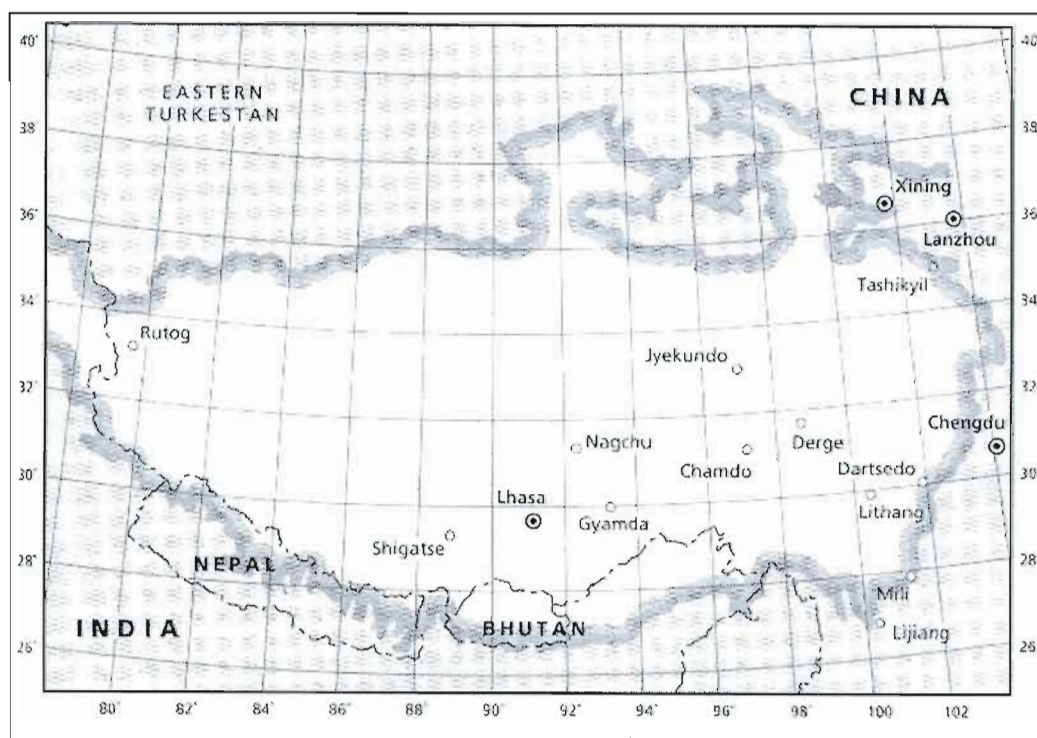 40°
38°
36°
34°
32°
30°
28°
26°
EASTERN
TURKESTAN
CHINA
Xining
Lanzhou
Tashikyil
Rutog
Jyekundo
Chengdu
Nagchu
Derge
Chamdo
Dartsedo
Lithang
Lhasa
Gyamda
Shigatse
NEPAL
Mili
INDIA
BHUTAN
Lijiang
40
38
36
34
32
30
28
26
80° 82° 84° 86° 88° 90° 92° 94° 96° 98° 100 102